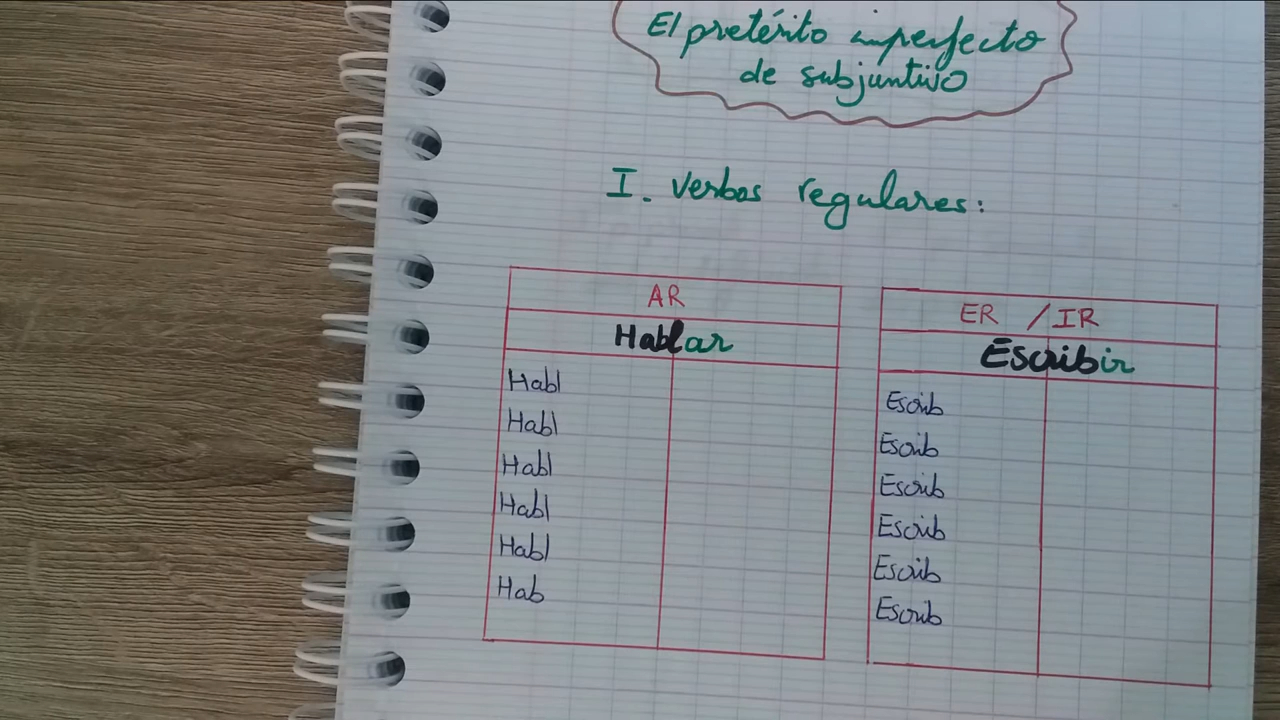 El pretérito imperfecto
de subjuntivo
I. Verbos regulares:
AR
Hablar
Habl
Habl
Habl
Habl
Habl
Hab
ER / IR
Escribir
Escrib
Escrib
Escrib
Escrib
Escrib
Escrib